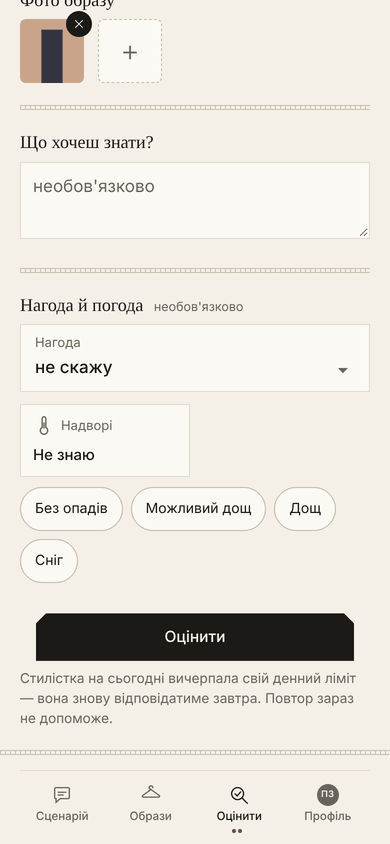 Фото образу
Що хочеш знати?
необов'язково
Нагода й погода необов'язково
Нагода
не скажу
Надворі
Не знаю
Без опадів Можливий дощ Дощ
Сніг
Оцінити
Стилістка на сьогодні вичерпала свій денний ліміт
— вона знову відповідатиме завтра. Повтор зараз
не допоможе.
ПЗ
Сценарій Образи Оцінити Профіль